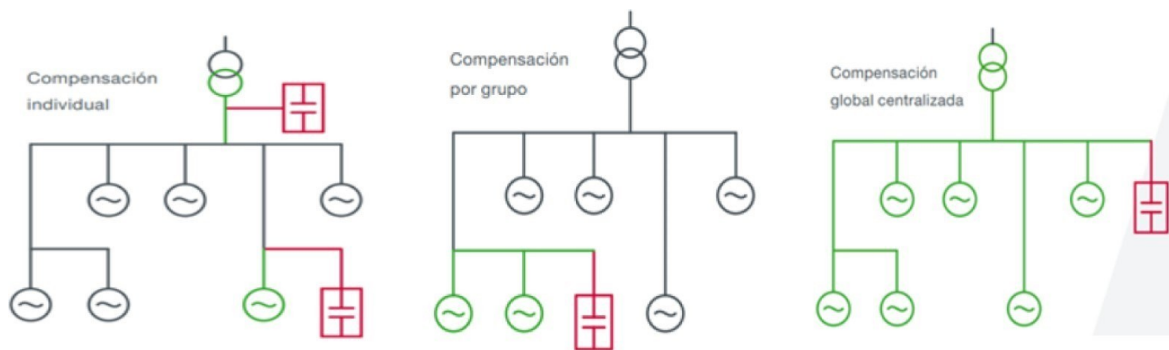 Compensación
individual
Compensación
por grupo
Compensación
global centralizada